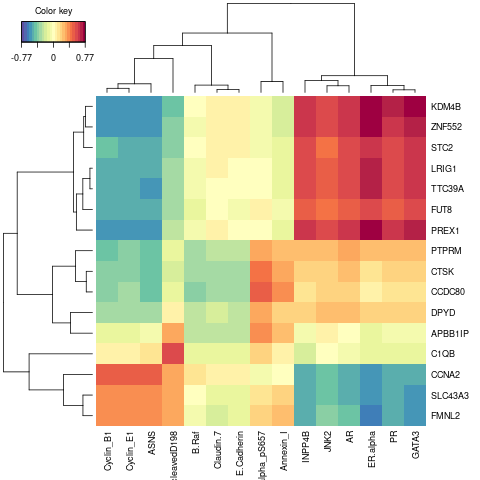 Color key
-0.77 0 0.77
KDM4B
ZNF552
STC2
LRIG1
TTC39A
FUT8
PREX1
PTPRM
CTSK
CCDC80
DPYD
APBB1IP
C1QB
CCNA2
SLC43A3
FMNL2
Cyclin_B1
Cyclin_E1
ASNS
leavedD198
B.Raf
Claudin.7
E.Cadherin
lpha_pS657
Annexin_I
INPP4B
JNK2
AR
ER.alpha
PR
GATA3